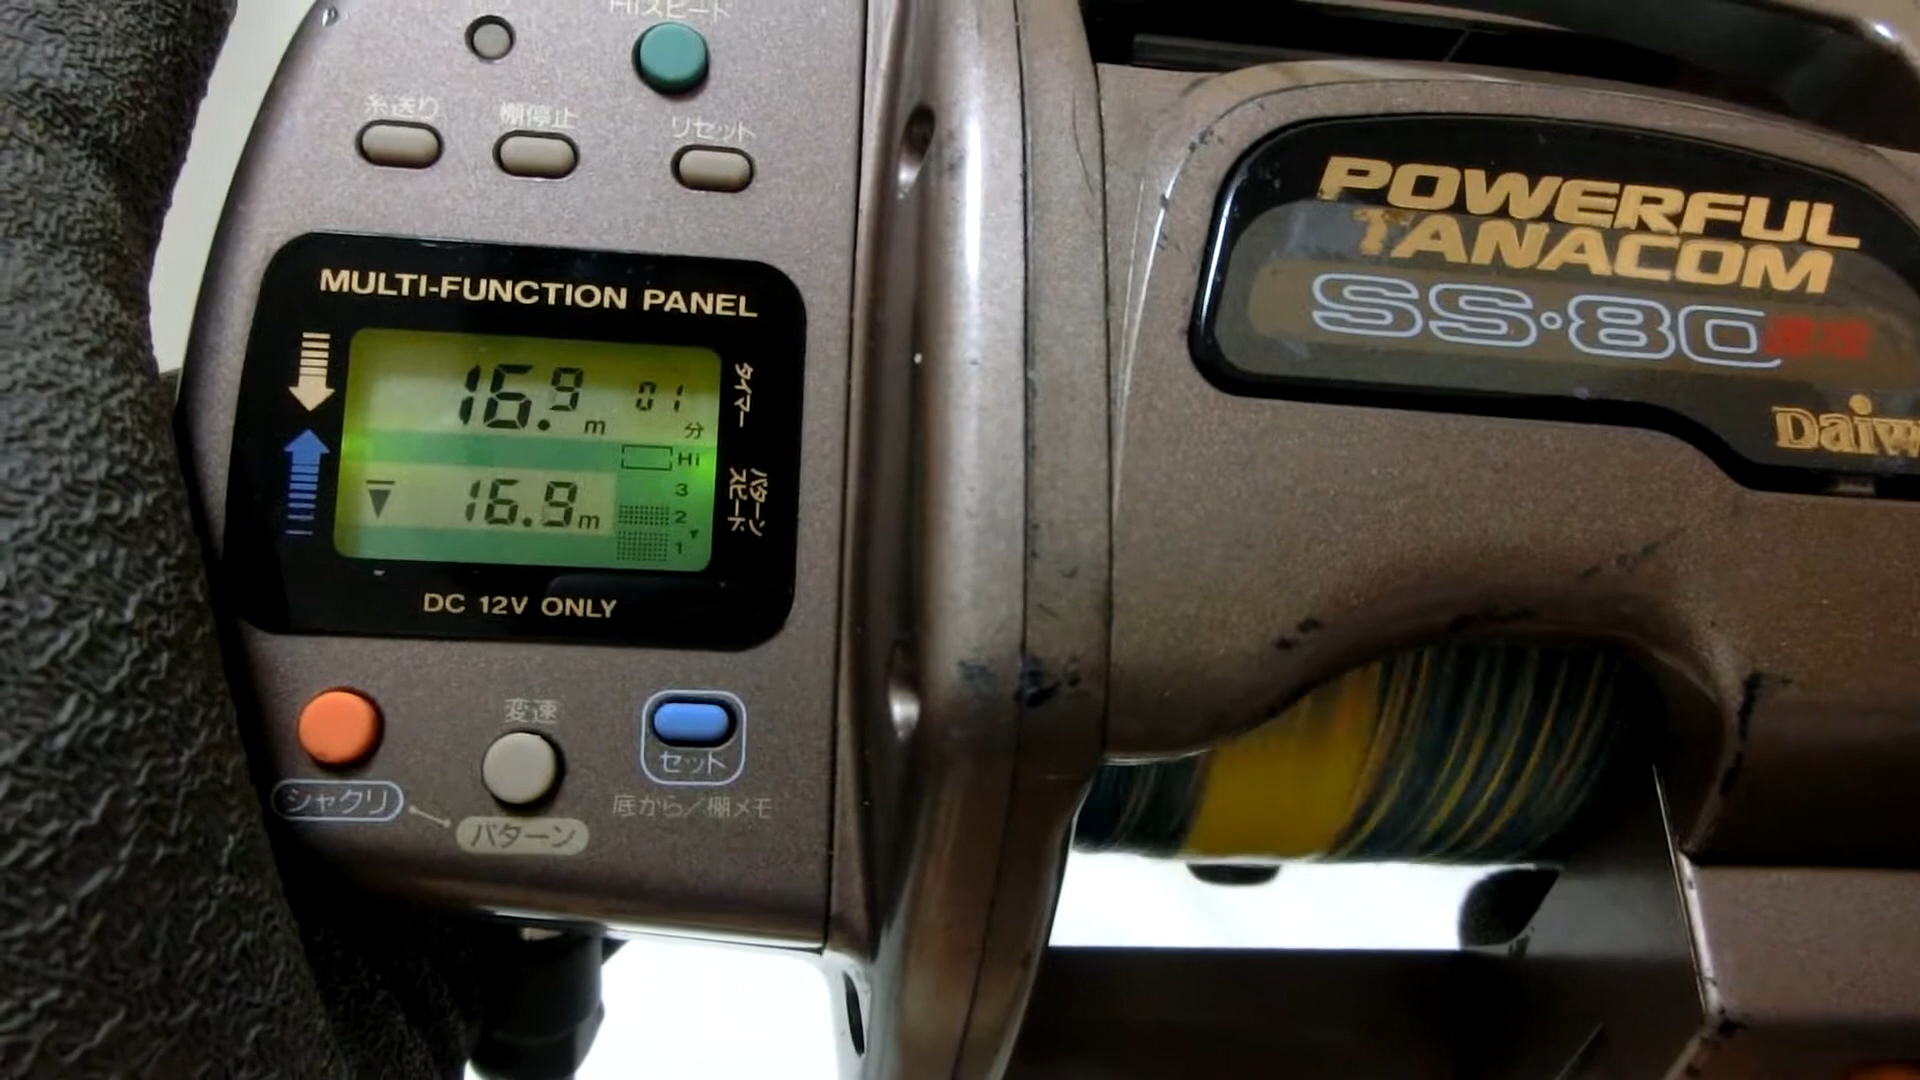 Hiスピード
糸送り
棚停止
リセット
MULTI-FUNCTION PANEL
16.9 m
01
分
タイマー
Hi
3
2
1
16.9m
パターン
スピード
DC 12V ONLY
変速
セット
シャクリ
パターン
底から/棚メモ
POWERFUL
TANACOM
SS·80
Daiw